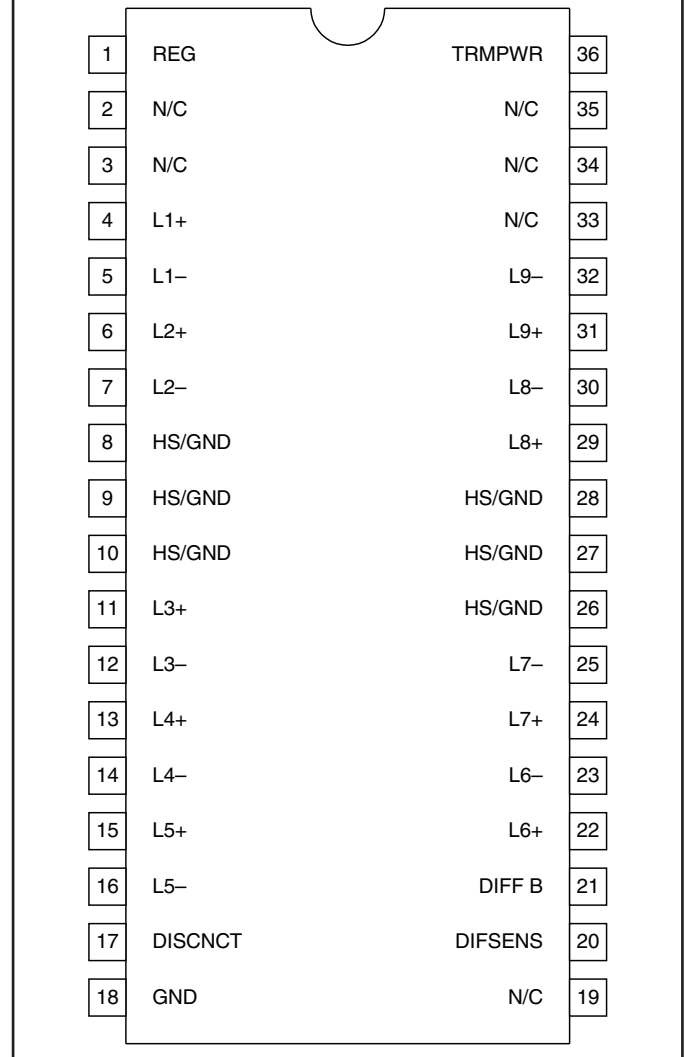 1 REG TRMPWR 36
2 N/C N/C 35
3 N/C N/C 34
4 L1+ N/C 33
5 L1– L9– 32
6 L2+ L9+ 31
7 L2– L8– 30
8 HS/GND L8+ 29
9 HS/GND HS/GND 28
10 HS/GND HS/GND 27
11 L3+ HS/GND 26
12 L3– L7– 25
13 L4+ L7+ 24
14 L4– L6– 23
15 L5+ L6+ 22
16 L5– DIFF B 21
17 DISCNCT DIFSENS 20
18 GND N/C 19